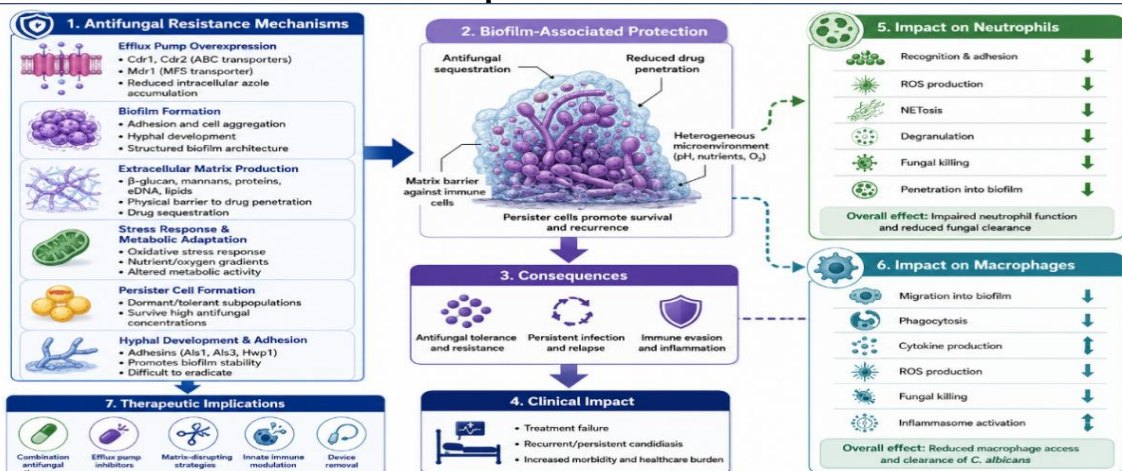 1. Antifungal Resistance Mechanisms
Efflux Pump Overexpression
• Cdr1, Cdr2 (ABC transporters)
• Mdr1 (MFS transporter)
• Reduced intracellular azole
accumulation
Biofilm Formation
• Adhesion and cell aggregation
• Hyphal development
• Structured biofilm architecture
Extracellular Matrix Production
• β-glucan, mannans, proteins,
eDNA, lipids
• Physical barrier to drug penetration
• Drug sequestration
Stress Response &
Metabolic Adaptation
• Oxidative stress response
• Nutrient/oxygen gradients
• Altered metabolic activity
Persister Cell Formation
• Dormant/tolerant subpopulations
• Survive high antifungal
concentrations
Hyphal Development & Adhesion
• Adhesins (Als1, Als3, Hwp1)
• Promotes biofilm stability
• Difficult to eradicate
2. Biofilm-Associated Protection
Antifungal
sequestration
Reduced drug
penetration
Heterogeneous
microenvironment
(pH, nutrients, O₂)
Matrix barrier
against immune
cells
Persister cells promote survival
and recurrence
3. Consequences
Antifungal tolerance
and resistance
Persistent infection
and relapse
Immune evasion
and inflammation
4. Clinical Impact
• Treatment failure
• Recurrent/persistent candidiasis
• Increased morbidity and healthcare burden
5. Impact on Neutrophils
Recognition & adhesion
ROS production
NETosis
Degranulation
Fungal killing
Penetration into biofilm
Overall effect: Impaired neutrophil function
and reduced fungal clearance
6. Impact on Macrophages
Migration into biofilm
Phagocytosis
Cytokine production
ROS production
Fungal killing
Inflammasome activation
Overall effect: Reduced macrophage access
and clearance of C. albicans
7. Therapeutic Implications
Combination
antifungal
Efflux pump
inhibitors
Matrix-disrupting
strategies
Innate immune
modulation
Device
removal